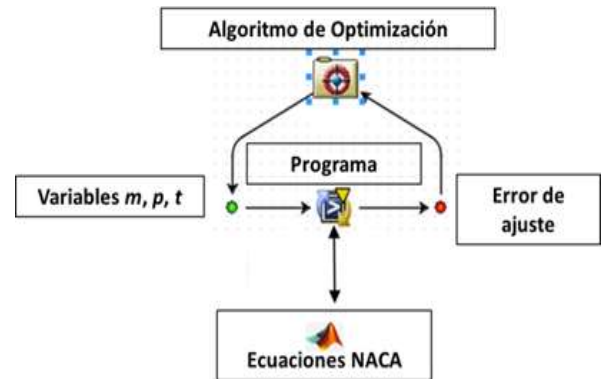 Algoritmo de Optimización
Programa
Variables m, p, t
Error de
ajuste
Ecuaciones NACA